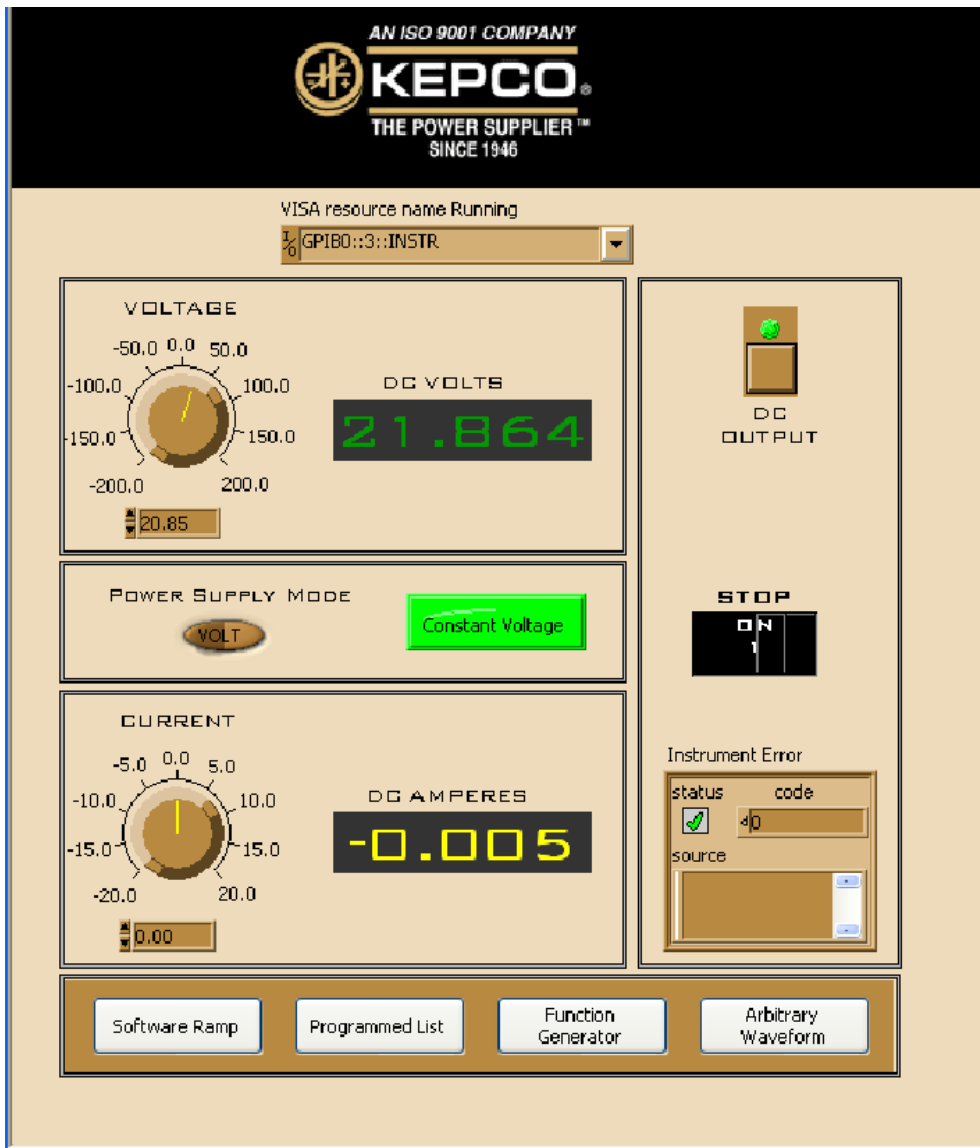 AN ISO 9001 COMPANY
KEPCO®
THE POWER SUPPLIER™
SINCE 1946
VISA resource name Running
I/O GPIB0::3::INSTR
VOLTAGE
-50.0 0.0 50.0
-100.0 100.0
-150.0 150.0
-200.0 200.0
20.85
DC VOLTS
21.864
DC
OUTPUT
POWER SUPPLY MODE
VOLT
Constant Voltage
STOP
ON
1
CURRENT
-5.0 0.0 5.0
-10.0 10.0
-15.0 15.0
-20.0 20.0
0.00
DC AMPERES
-0.005
Instrument Error
status code
d0
source
Software Ramp
Programmed List
Function
Generator
Arbitrary
Waveform